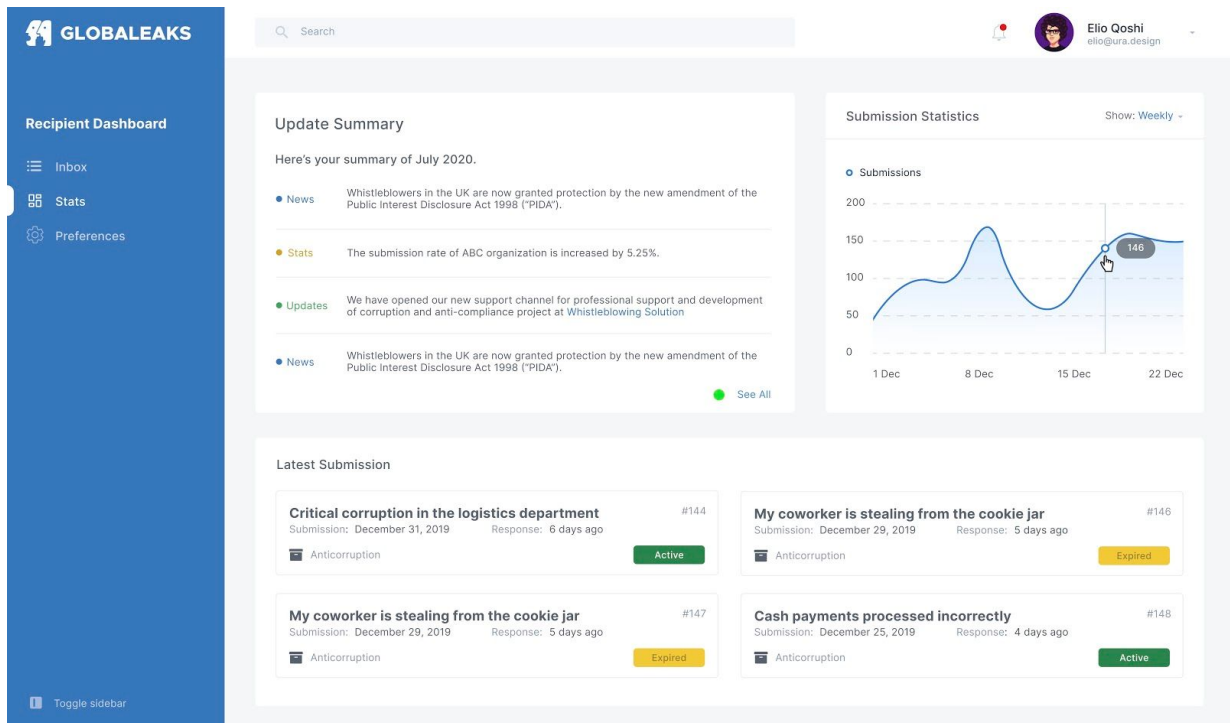 GLOBALEAKS
Search
Elio Qoshi
elio@ura.design
Recipient Dashboard
Inbox
Stats
Preferences
Toggle sidebar
Update Summary
Here's your summary of July 2020.
News
Whistleblowers in the UK are now granted protection by the new amendment of the
Public Interest Disclosure Act 1998 ("PIDA").
Stats
The submission rate of ABC organization is increased by 5.25%.
Updates
We have opened our new support channel for professional support and development
of corruption and anti-compliance project at Whistleblowing Solution
News
Whistleblowers in the UK are now granted protection by the new amendment of the
Public Interest Disclosure Act 1998 ("PIDA").
See All
Submission Statistics
Show: Weekly
Submissions
200
150
100
50
0
146
1 Dec 8 Dec 15 Dec 22 Dec
Latest Submission
Critical corruption in the logistics department #144
Submission: December 31, 2019 Response: 6 days ago
Anticorruption Active
My coworker is stealing from the cookie jar #146
Submission: December 29, 2019 Response: 5 days ago
Anticorruption Expired
My coworker is stealing from the cookie jar #147
Submission: December 29, 2019 Response: 5 days ago
Anticorruption Expired
Cash payments processed incorrectly #148
Submission: December 25, 2019 Response: 4 days ago
Anticorruption Active